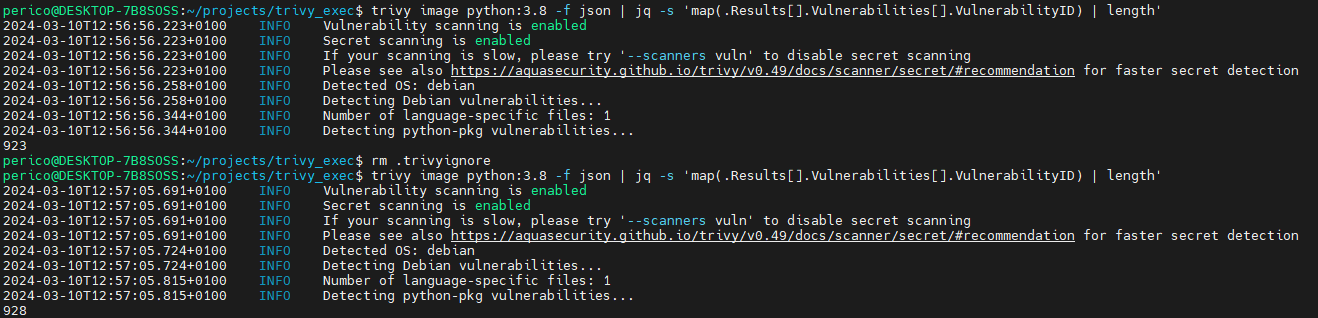 perico@DESKTOP-7B8SOSS:~/projects/trivy_exec$ trivy image python:3.8 -f json | jq -s 'map(.Results[].Vulnerabilities[].VulnerabilityID) | length'
2024-03-10T12:56:56.223+0100    INFO    Vulnerability scanning is enabled
2024-03-10T12:56:56.223+0100    INFO    Secret scanning is enabled
2024-03-10T12:56:56.223+0100    INFO    If your scanning is slow, please try '--scanners vuln' to disable secret scanning
2024-03-10T12:56:56.223+0100    INFO    Please see also https://aquasecurity.github.io/trivy/v0.49/docs/scanner/secret/#recommendation for faster secret detection
2024-03-10T12:56:56.258+0100    INFO    Detected OS: debian
2024-03-10T12:56:56.258+0100    INFO    Detecting Debian vulnerabilities...
2024-03-10T12:56:56.344+0100    INFO    Number of language-specific files: 1
2024-03-10T12:56:56.344+0100    INFO    Detecting python-pkg vulnerabilities...
923
perico@DESKTOP-7B8SOSS:~/projects/trivy_exec$ rm .trivyignore
perico@DESKTOP-7B8SOSS:~/projects/trivy_exec$ trivy image python:3.8 -f json | jq -s 'map(.Results[].Vulnerabilities[].VulnerabilityID) | length'
2024-03-10T12:57:05.691+0100    INFO    Vulnerability scanning is enabled
2024-03-10T12:57:05.691+0100    INFO    Secret scanning is enabled
2024-03-10T12:57:05.691+0100    INFO    If your scanning is slow, please try '--scanners vuln' to disable secret scanning
2024-03-10T12:57:05.691+0100    INFO    Please see also https://aquasecurity.github.io/trivy/v0.49/docs/scanner/secret/#recommendation for faster secret detection
2024-03-10T12:57:05.724+0100    INFO    Detected OS: debian
2024-03-10T12:57:05.724+0100    INFO    Detecting Debian vulnerabilities...
2024-03-10T12:57:05.815+0100    INFO    Number of language-specific files: 1
2024-03-10T12:57:05.815+0100    INFO    Detecting python-pkg vulnerabilities...
928